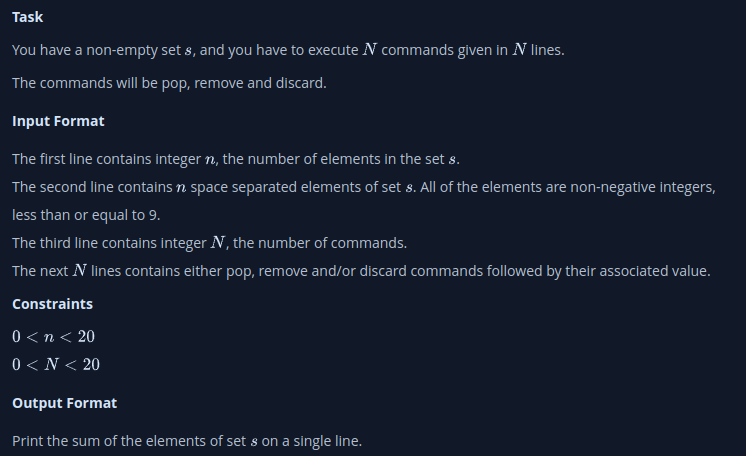 Task
You have a non-empty set s, and you have to execute N commands given in N lines.
The commands will be pop, remove and discard.
Input Format
The first line contains integer n, the number of elements in the set s.
The second line contains n space separated elements of set s. All of the elements are non-negative integers,
less than or equal to 9.
The third line contains integer N, the number of commands.
The next N lines contains either pop, remove and/or discard commands followed by their associated value.
Constraints
0 < n < 20
0 < N < 20
Output Format
Print the sum of the elements of set s on a single line.